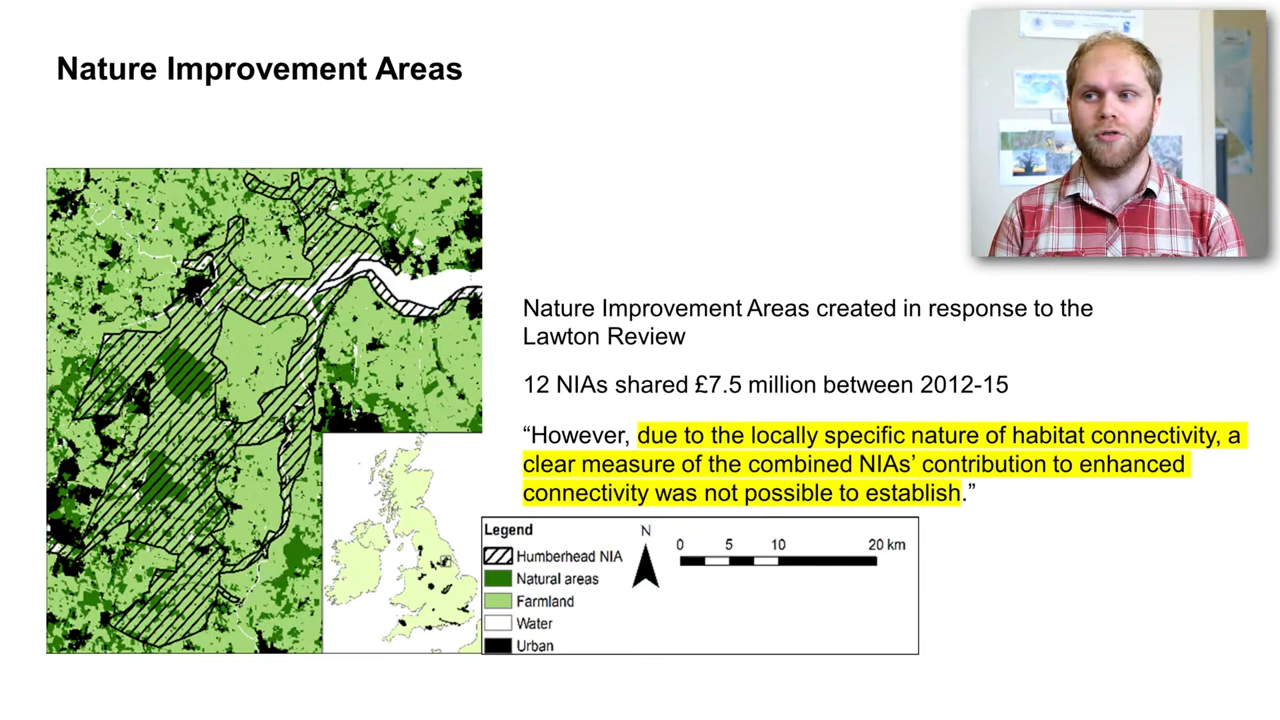 Nature Improvement Areas
Nature Improvement Areas created in response to the
Lawton Review
12 NIAs shared £7.5 million between 2012-15
“However, due to the locally specific nature of habitat connectivity, a
clear measure of the combined NIAs’ contribution to enhanced
connectivity was not possible to establish.”
Legend
Humberhead NIA
Natural areas
Farmland
Water
Urban
N
0 5 10 20 km